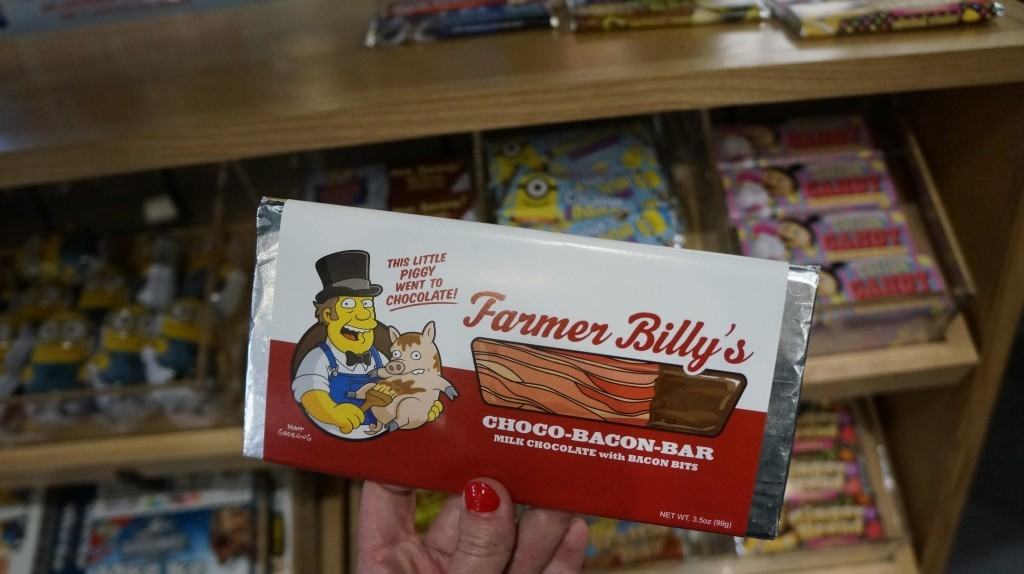 THIS LITTLE
PIGGY
WENT TO
CHOCOLATE!
Farmer Billy's
CHOCO-BACON-BAR
MILK CHOCOLATE with BACON BITS
MATT
GROENING
NET WT. 3.5oz (99g)
CANDY
CANDY
CANDY